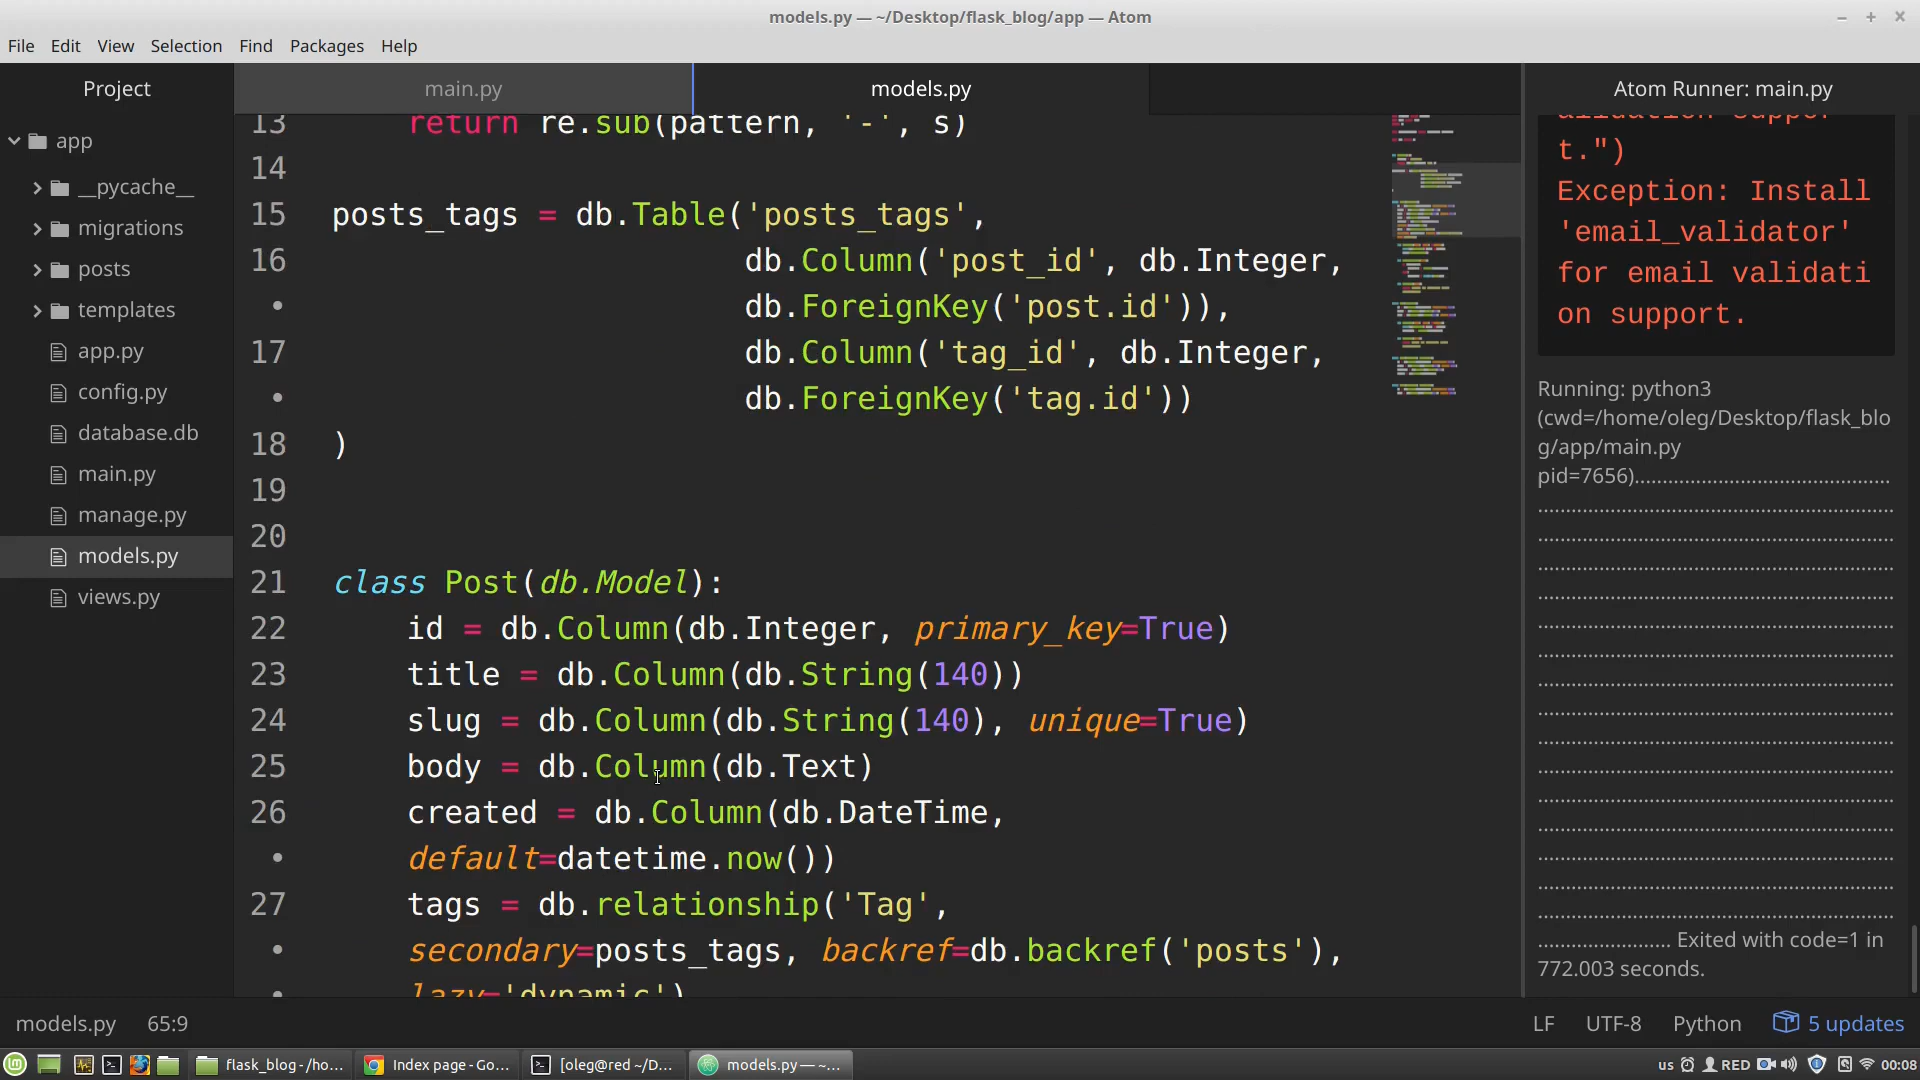 models.py — ~/Desktop/flask_blog/app — Atom
File Edit View Selection Find Packages Help
Project
app
__pycache__
migrations
posts
templates
app.py
config.py
database.db
main.py
manage.py
models.py
views.py
main.py
models.py
13 return re.sub(pattern, '-', s)
14
15 posts_tags = db.Table('posts_tags',
16 db.Column('post_id', db.Integer,
• db.ForeignKey('post.id')),
17 db.Column('tag_id', db.Integer,
• db.ForeignKey('tag.id'))
18 )
19
20
21 class Post(db.Model):
22 id = db.Column(db.Integer, primary_key=True)
23 title = db.Column(db.String(140))
24 slug = db.Column(db.String(140), unique=True)
25 body = db.Column(db.Text)
26 created = db.Column(db.DateTime,
• default=datetime.now())
27 tags = db.relationship('Tag',
• secondary=posts_tags, backref=db.backref('posts'),
• lazy='dynamic')
Atom Runner: main.py
alidation suppor
t.")
Exception: Install
'email_validator'
for email validati
on support.
Running: python3
(cwd=/home/oleg/Desktop/flask_blo
g/app/main.py
pid=7656)...............................................
Exited with code=1 in
772.003 seconds.
models.py 65:9
LF UTF-8 Python 5 updates
flask_blog - /ho...
Index page - Go...
[oleg@red ~/D...
models.py — ~...
us RED 00:08